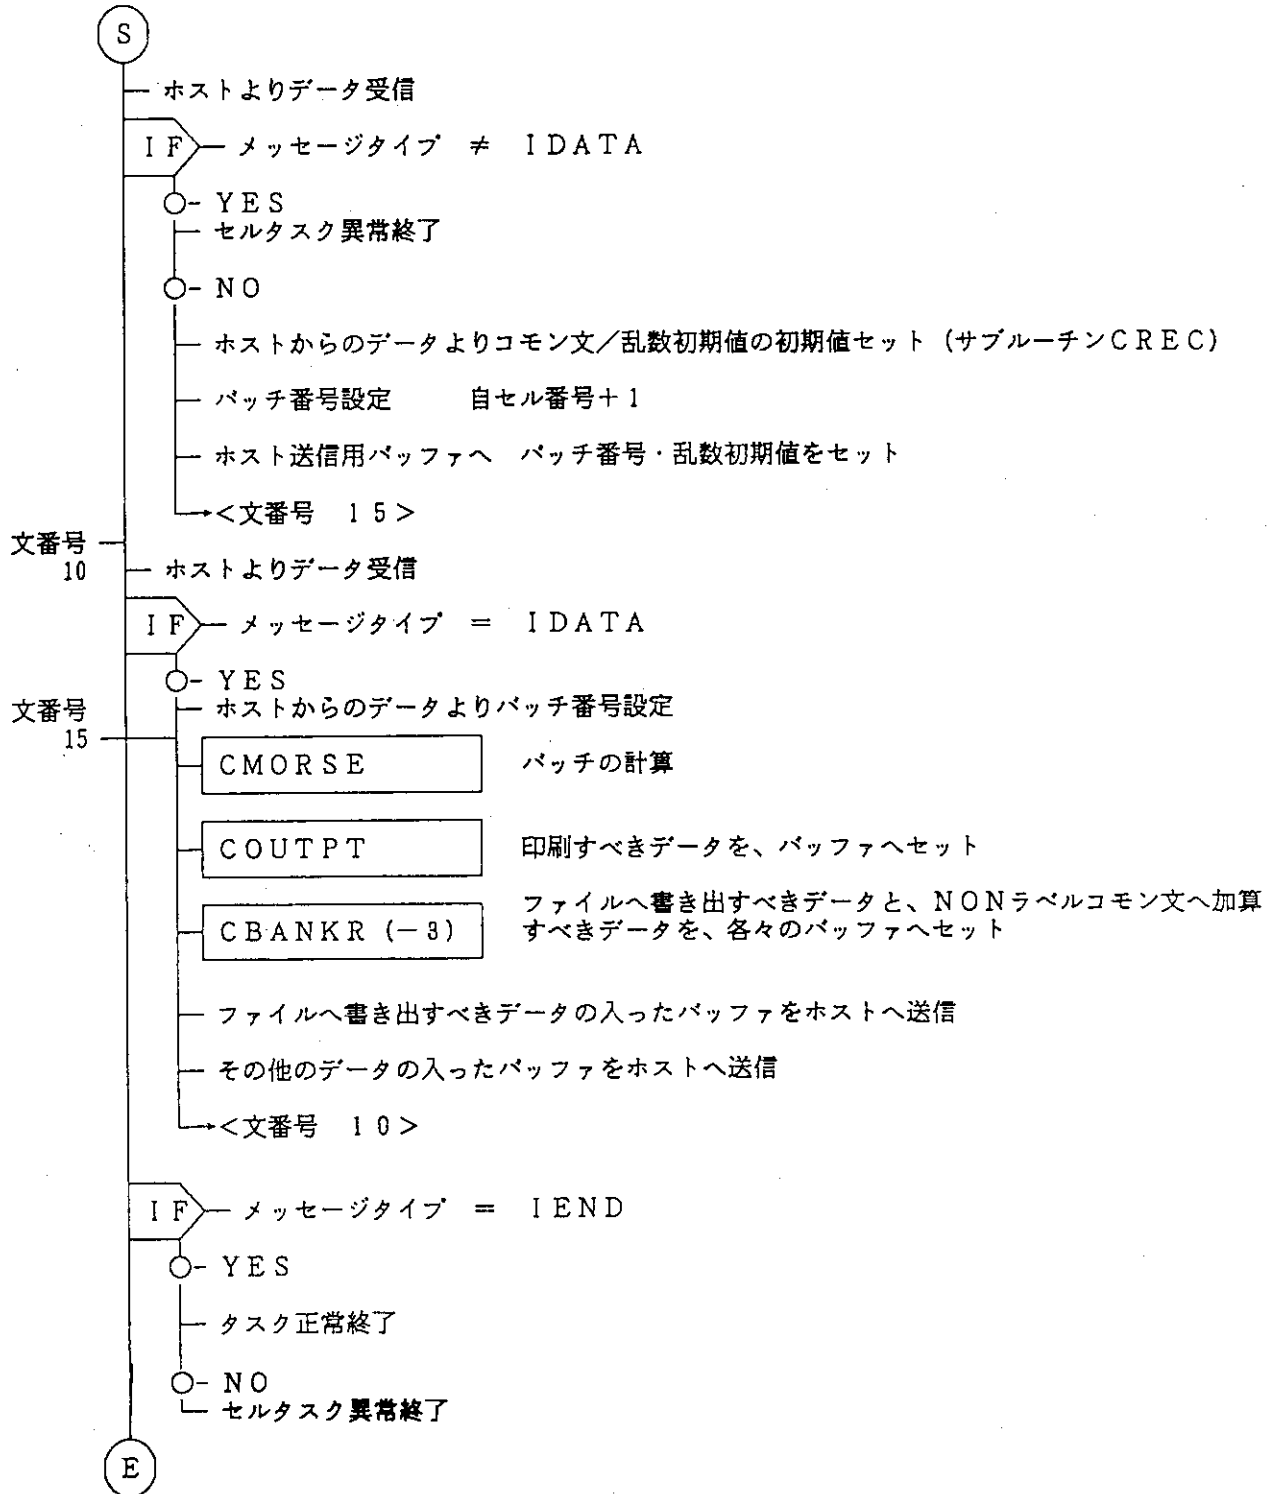 S
ホストよりデータ受信
IF メッセージタイプ ≠ IDATA
YES
セルタスク異常終了
NO
ホストからのデータよりコモン文／乱数初期値の初期値セット（サブルーチンCREC）
バッチ番号設定 自セル番号＋1
ホスト送信用バッファへ バッチ番号・乱数初期値をセット
<文番号 15>
文番号
10 ホストよりデータ受信
IF メッセージタイプ ＝ IDATA
YES
文番号 ホストからのデータよりバッチ番号設定
15
CMORSE バッチの計算
COUTPT 印刷すべきデータを、バッファへセット
ファイルへ書き出すべきデータと、NONラベルコモン文へ加算
CBANKR（－3） すべきデータを、各々のバッファへセット
ファイルへ書き出すべきデータの入ったバッファをホストへ送信
その他のデータの入ったバッファをホストへ送信
<文番号 10>
IF メッセージタイプ ＝ IEND
YES
タスク正常終了
NO
セルタスク異常終了
E